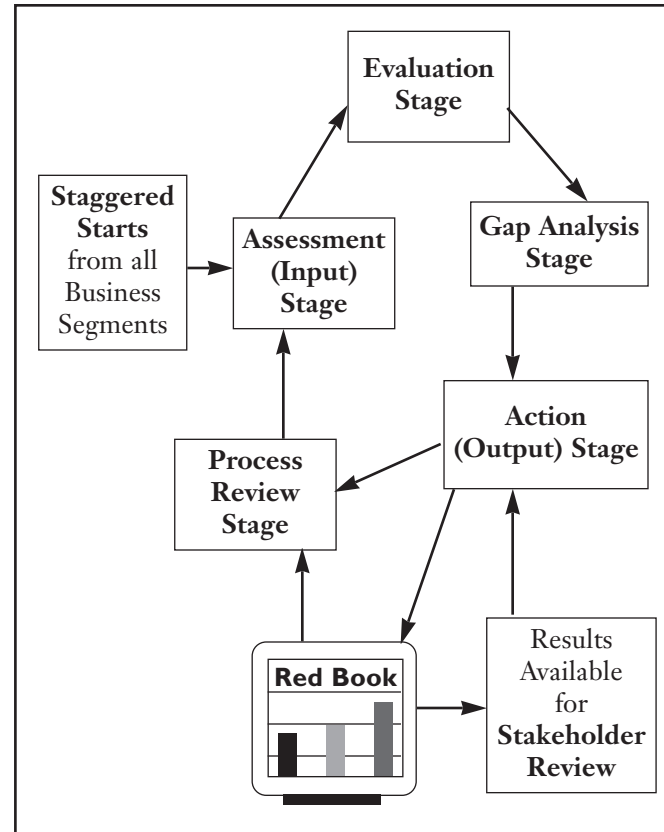 Evaluation
Stage
Staggered
Starts
from all
Business
Segments
Assessment
(Input)
Stage
Gap Analysis
Stage
Action
(Output) Stage
Process
Review
Stage
Red Book
Results
Available
for
Stakeholder
Review